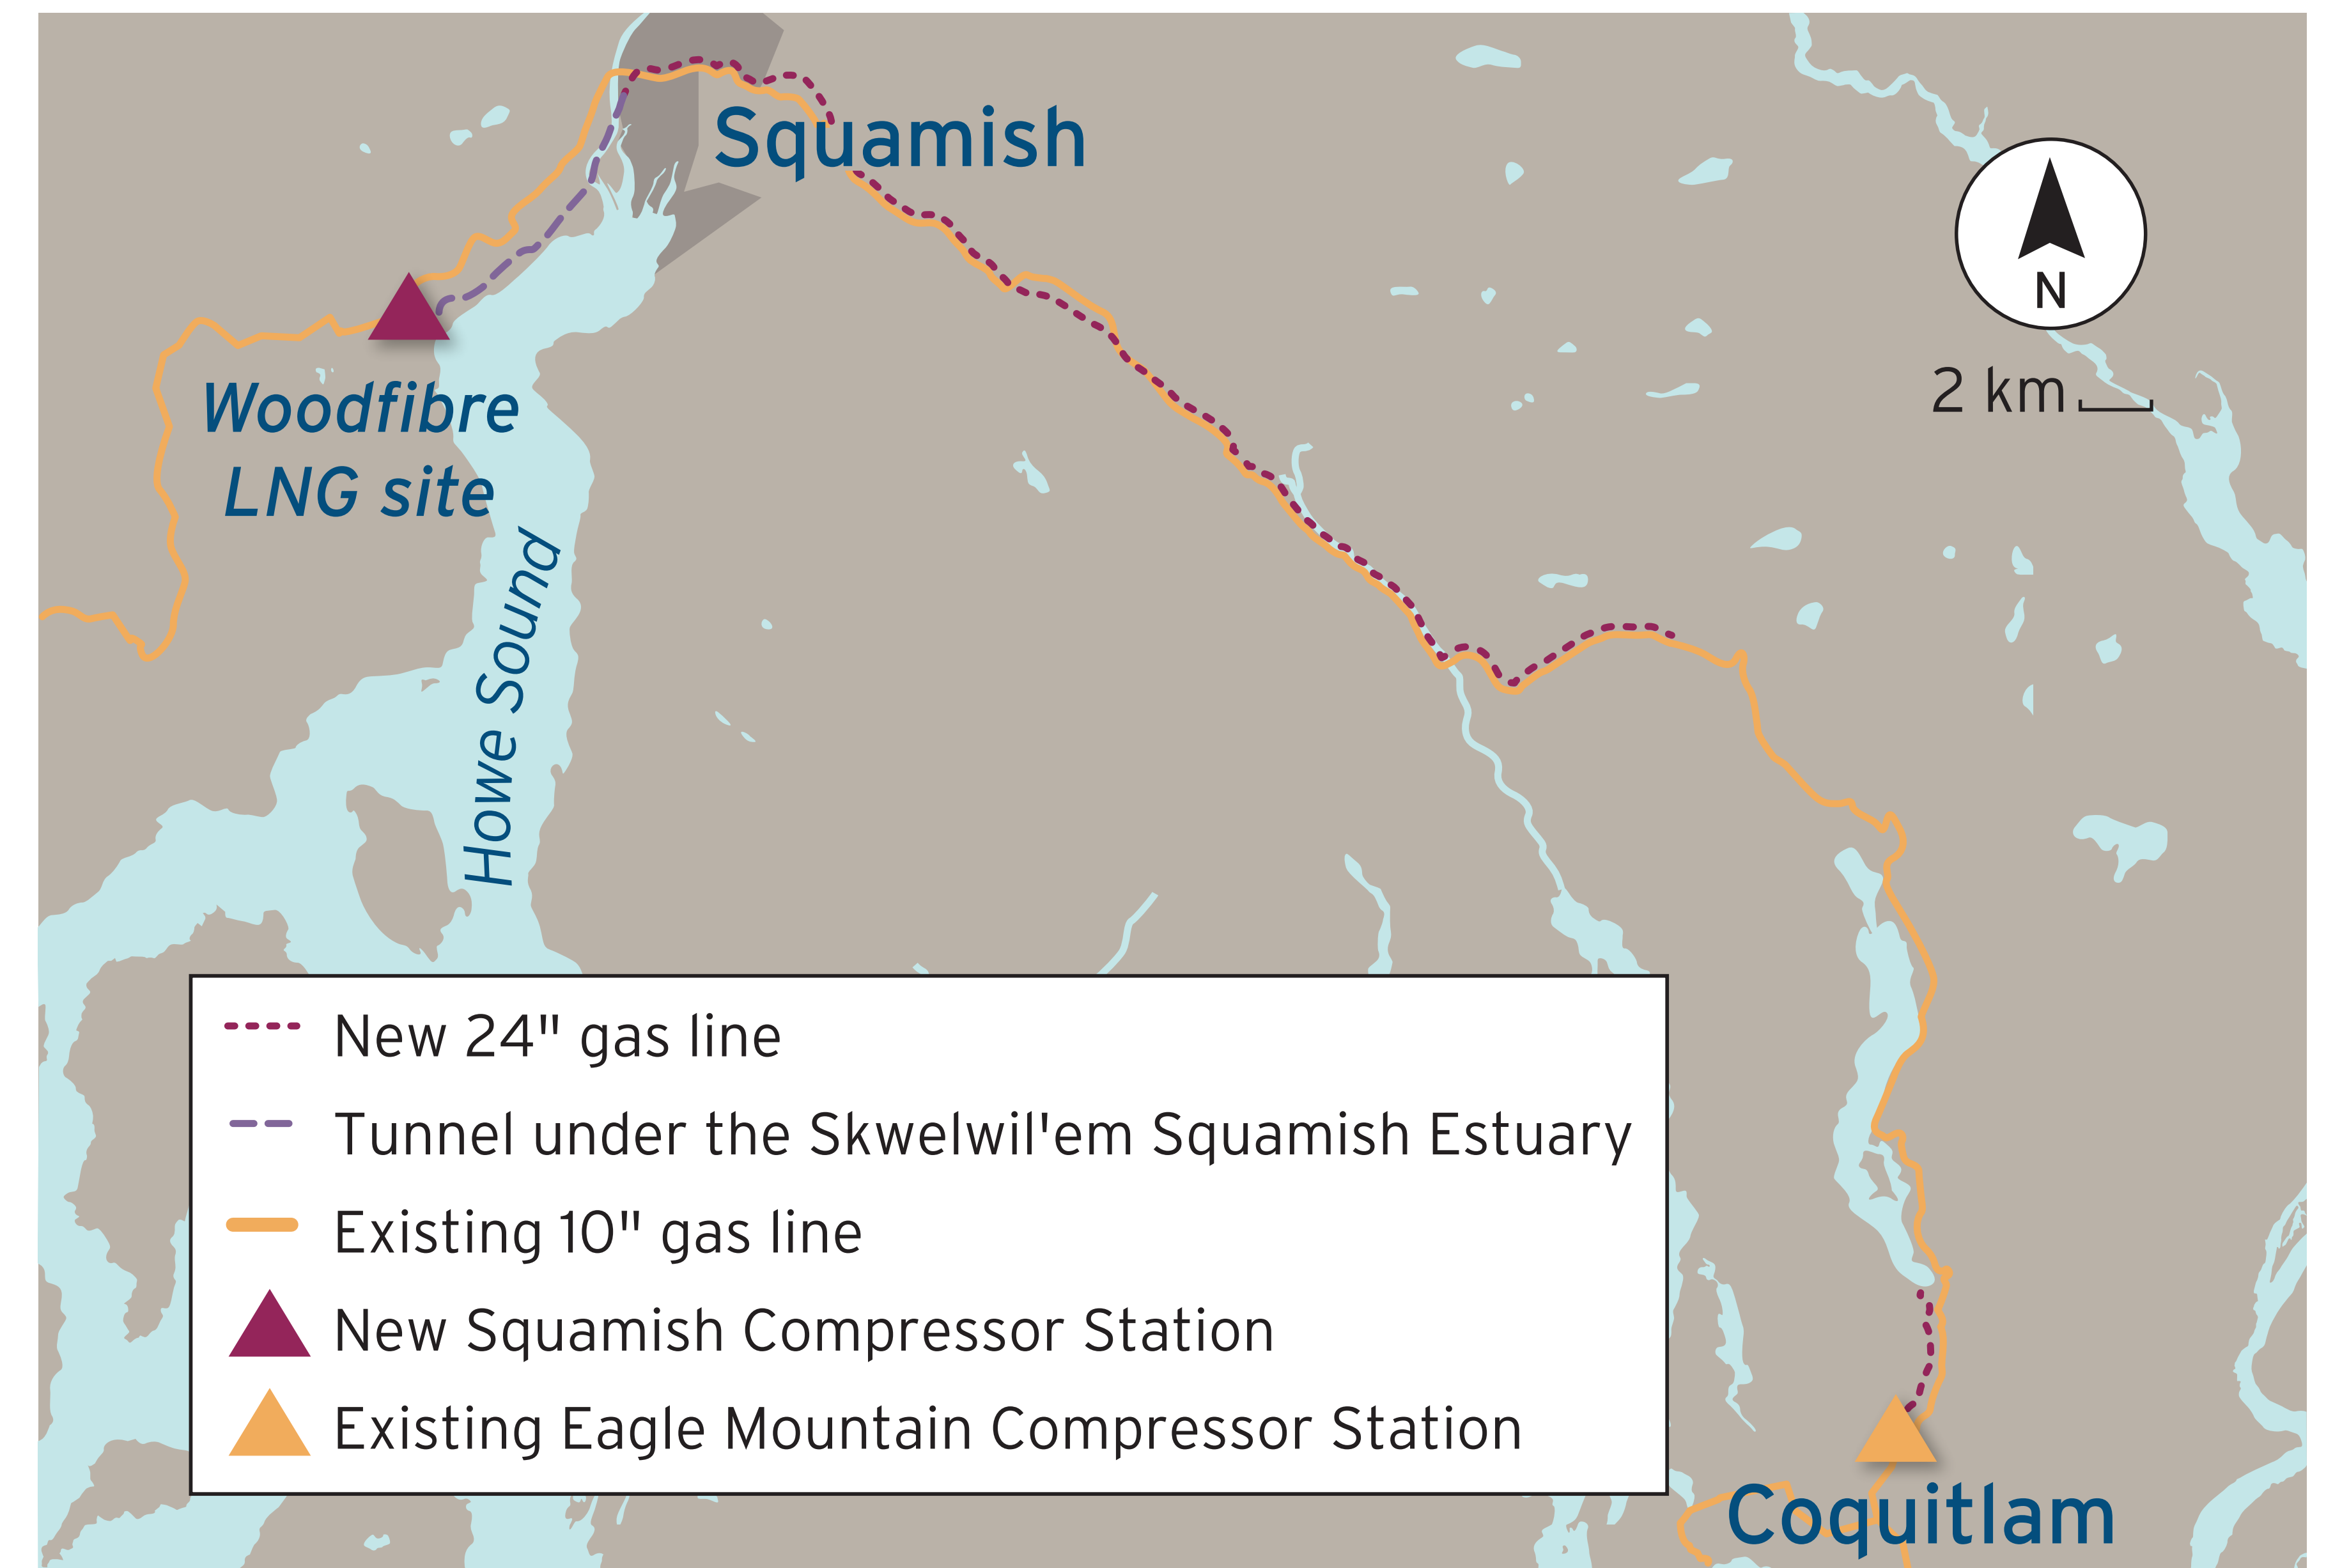 Squamish
N
2 km
Woodfibre
LNG site
Howe Sound
New 24" gas line
Tunnel under the Skwelwil'em Squamish Estuary
Existing 10" gas line
New Squamish Compressor Station
Existing Eagle Mountain Compressor Station
Coquitlam